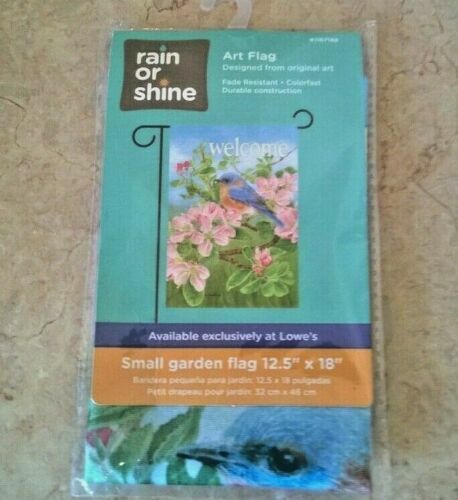 rain
or
shine
Art Flag
Designed from original art
Fade Resistant • Colorfast
Durable construction
welcome
Available exclusively at Lowe's
Small garden flag 12.5" x 18"
Bandera pequeña para jardín: 12.5 x 18 pulgadas
Petit drapeau pour jardin: 32 cm x 46 cm